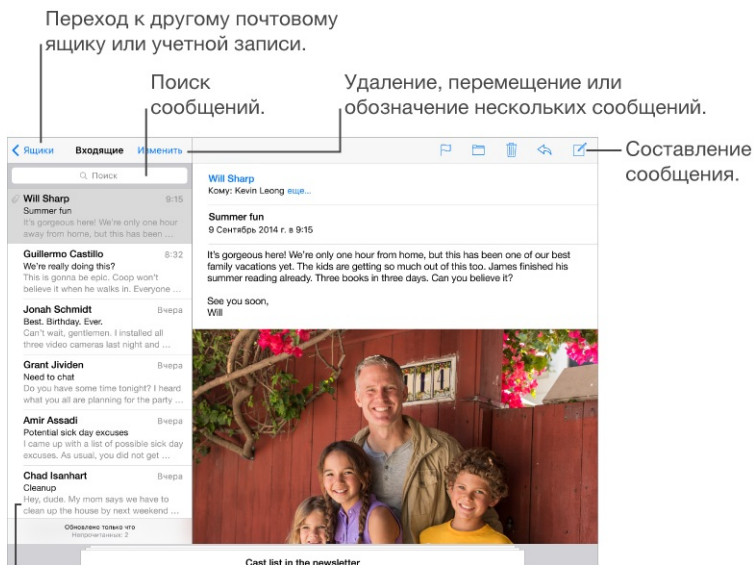 Переход к другому почтовому
ящику или учетной записи.
Поиск
сообщений.
Удаление, перемещение или
обозначение нескольких сообщений.
Ящики Входящие Изменить
Составление
сообщения.
Поиск
Will Sharp 9:15
Summer fun
It's gorgeous here! We're only one hour
away from home, but this has been ...
Guillermo Castillo 8:32
We're really doing this?
This is gonna be epic. Coop won't
believe it when he walks in. Everyone ...
Jonah Schmidt Вчера
Best. Birthday. Ever.
Can't wait, gentlemen. I installed all
three video cameras last night and ...
Grant Jividen Вчера
Need to chat
Do you have some time tonight? I heard
what you all are planning for the party ...
Amir Assadi Вчера
Potential sick day excuses
I came up with a list of possible sick day
excuses. As usual, you did not get ...
Chad Isanhart Вчера
Cleanup
Hey, dude. My mom says we have to
clean up the house by next weekend ...
Обновлено только что
Непрочитанных: 2
Will Sharp
Кому: Kevin Leong еще...
Summer fun
9 Сентябрь 2014 г. в 9:15
It's gorgeous here! We're only one hour from home, but this has been one of our best
family vacations yet. The kids are getting so much out of this too. James finished his
summer reading already. Three books in three days. Can you believe it?
See you soon,
Will
Cast list in the newsletter